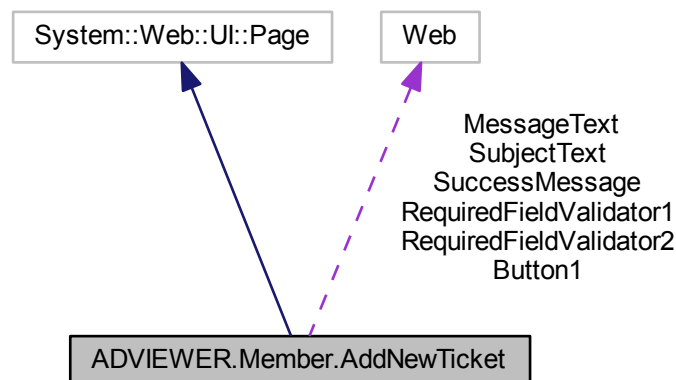 System::Web::UI::Page
Web
MessageText
SubjectText
SuccessMessage
RequiredFieldValidator1
RequiredFieldValidator2
Button1
ADVIEWER.Member.AddNewTicket